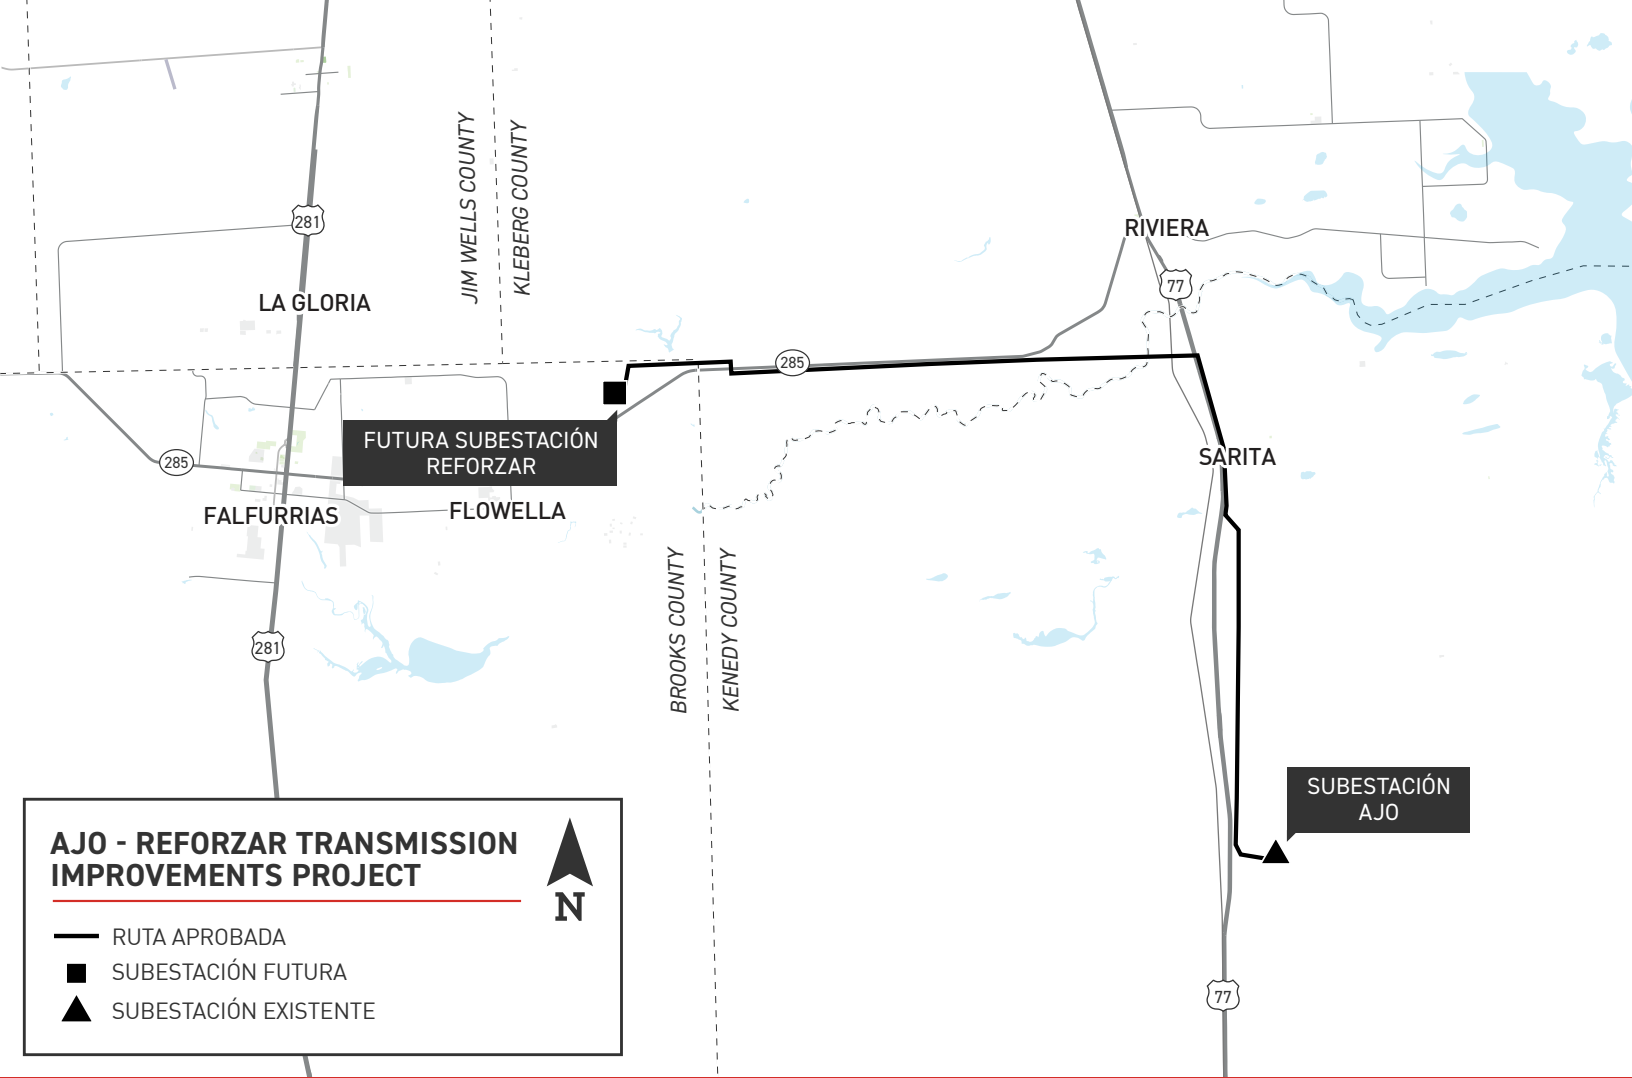 JIM WELLS COUNTY
KLEBERG COUNTY
281
RIVIERA
77
LA GLORIA
285
FUTURA SUBESTACIÓN
REFORZAR
285
SARITA
FALFURRIAS
FLOWELLA
BROOKS COUNTY
KENEDY COUNTY
281
SUBESTACIÓN
AJO
AJO - REFORZAR TRANSMISSION
IMPROVEMENTS PROJECT
N
RUTA APROBADA
SUBESTACIÓN FUTURA
SUBESTACIÓN EXISTENTE
77